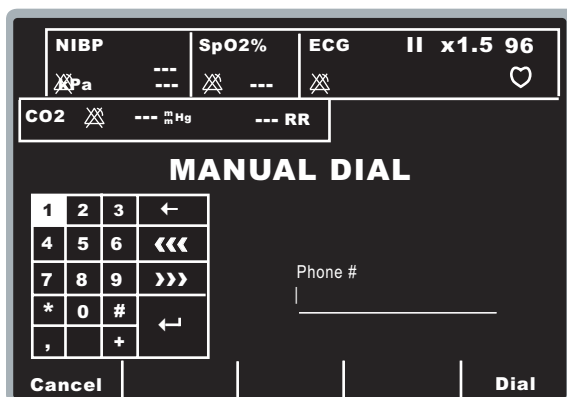 NIBP SpO2% ECG II x1.5 96
kPa --- --- ---
CO2 --- mmHg --- RR
MANUAL DIAL
1 2 3 ←
4 5 6 ‹‹‹
7 8 9 ›››
* 0 # ↵
, +
Phone #
Cancel Dial